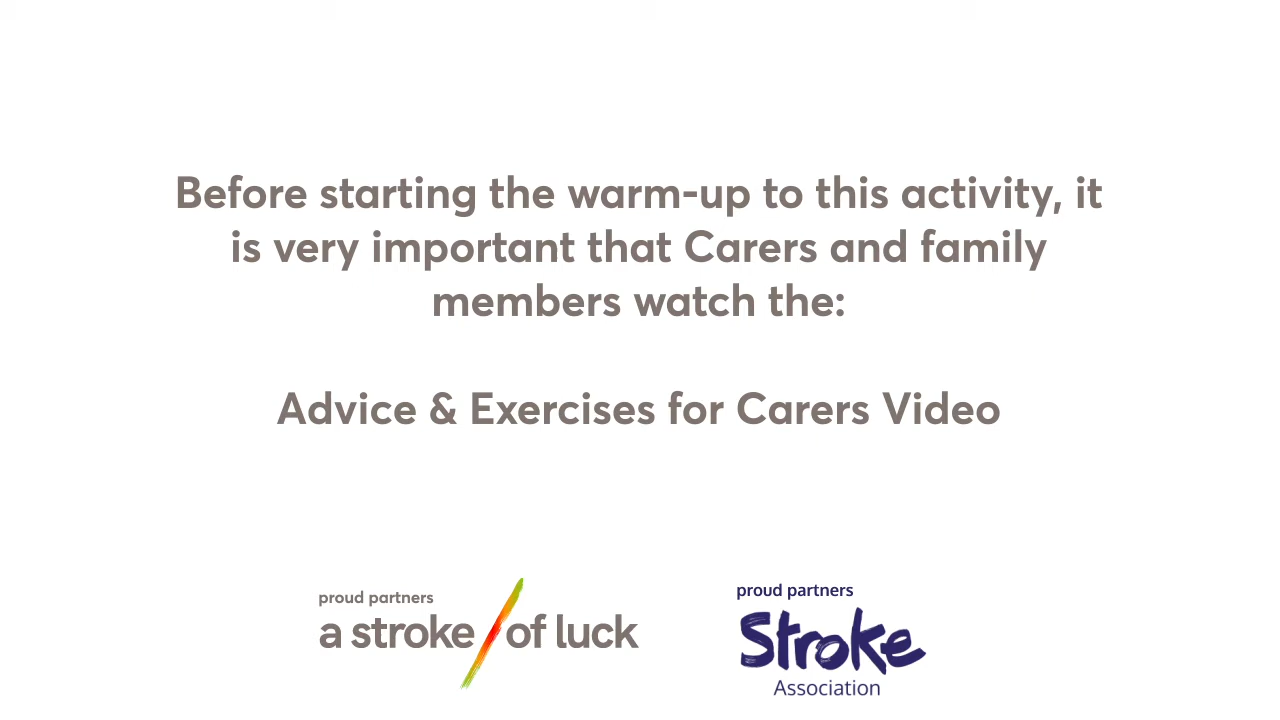 Before starting the warm-up to this activity, it
is very important that Carers and family
members watch the:
Advice & Exercises for Carers Video
proud partners
a stroke of luck
proud partners
Stroke
Association